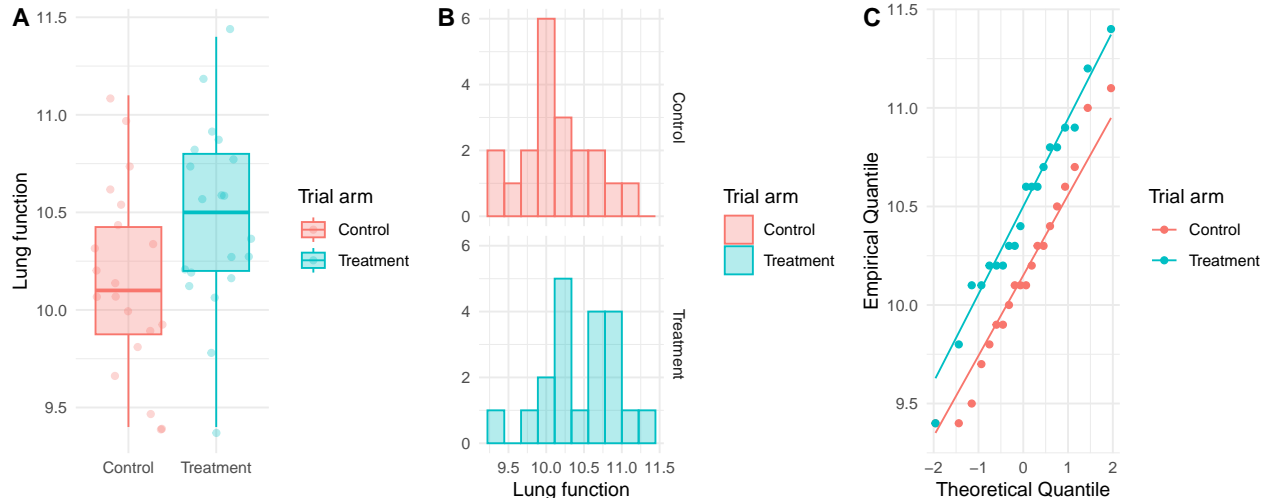 A
11.5
11.0
10.5
10.0
9.5
Lung function
Control
Treatment
Trial arm
Control
Treatment
B
6
4
2
0
Control
6
4
2
0
Treatment
9.5
10.0
10.5
11.0
11.5
Lung function
Trial arm
Control
Treatment
C
11.5
11.0
10.5
10.0
9.5
Empirical Quantile
−2
−1
0
1
2
Theoretical Quantile
Trial arm
Control
Treatment